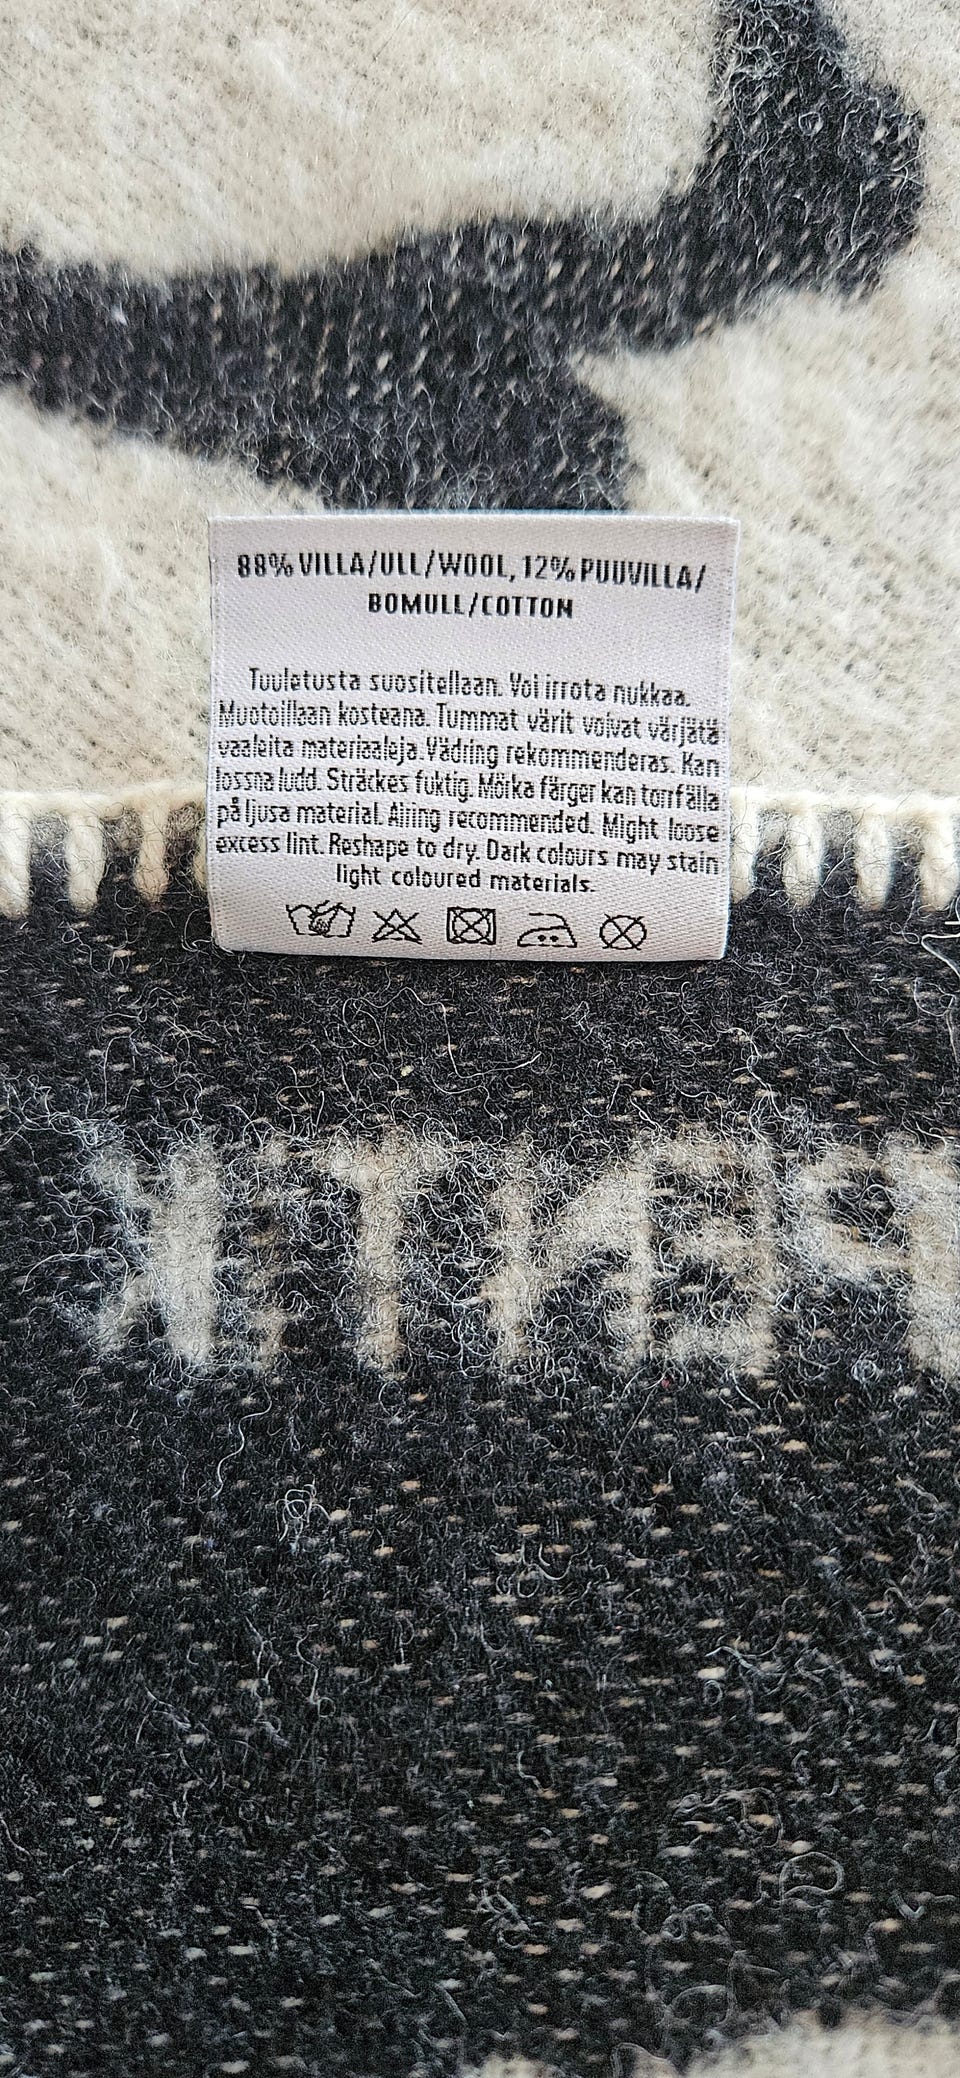 88% VILLA/ULL/WOOL, 12% PUUVILLA/
BOMULL/COTTON
Tuuletusta suositellaan. Voi irrota nukkaa.
Muotoillaan kosteana. Tummat värit voivat värjätä
vaaleita materiaaleja. Vädring rekommenderas. Kan
lossna ludd. Sträckes fuktig. Mörka färger kan torrfälla
på ljusa material. Airing recommended. Might loose
excess lint. Reshape to dry. Dark colours may stain
light coloured materials.